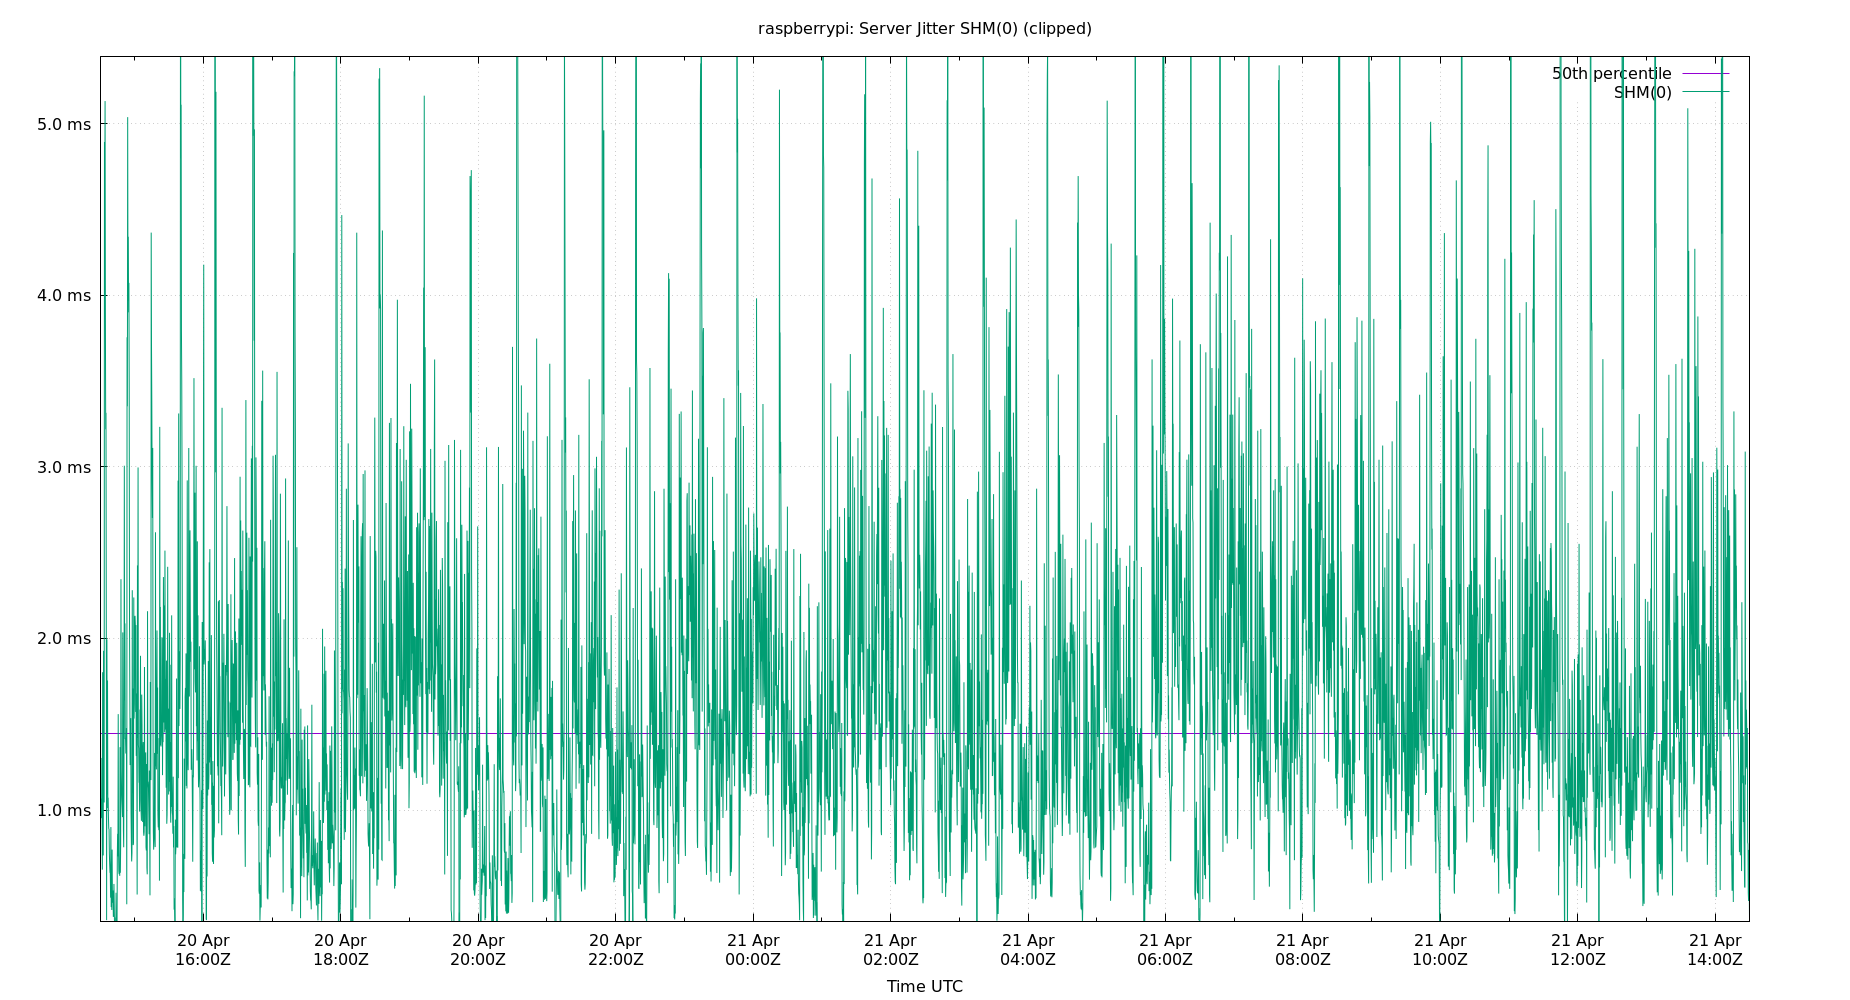 raspberrypi: Server Jitter SHM(0) (clipped)
50th percentile
SHM(0)
5.0 ms
4.0 ms
3.0 ms
2.0 ms
1.0 ms
20 Apr 20 Apr 20 Apr 20 Apr 21 Apr 21 Apr 21 Apr 21 Apr 21 Apr 21 Apr 21 Apr 21 Apr
16:00Z 18:00Z 20:00Z 22:00Z 00:00Z 02:00Z 04:00Z 06:00Z 08:00Z 10:00Z 12:00Z 14:00Z
Time UTC